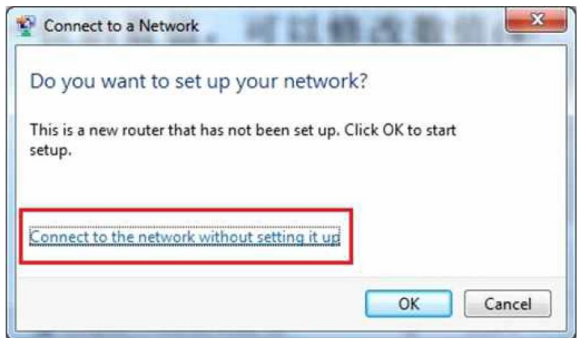 Connect to a Network
Do you want to set up your network?
This is a new router that has not been set up. Click OK to start
setup.
Connect to the network without setting it up
OK
Cancel